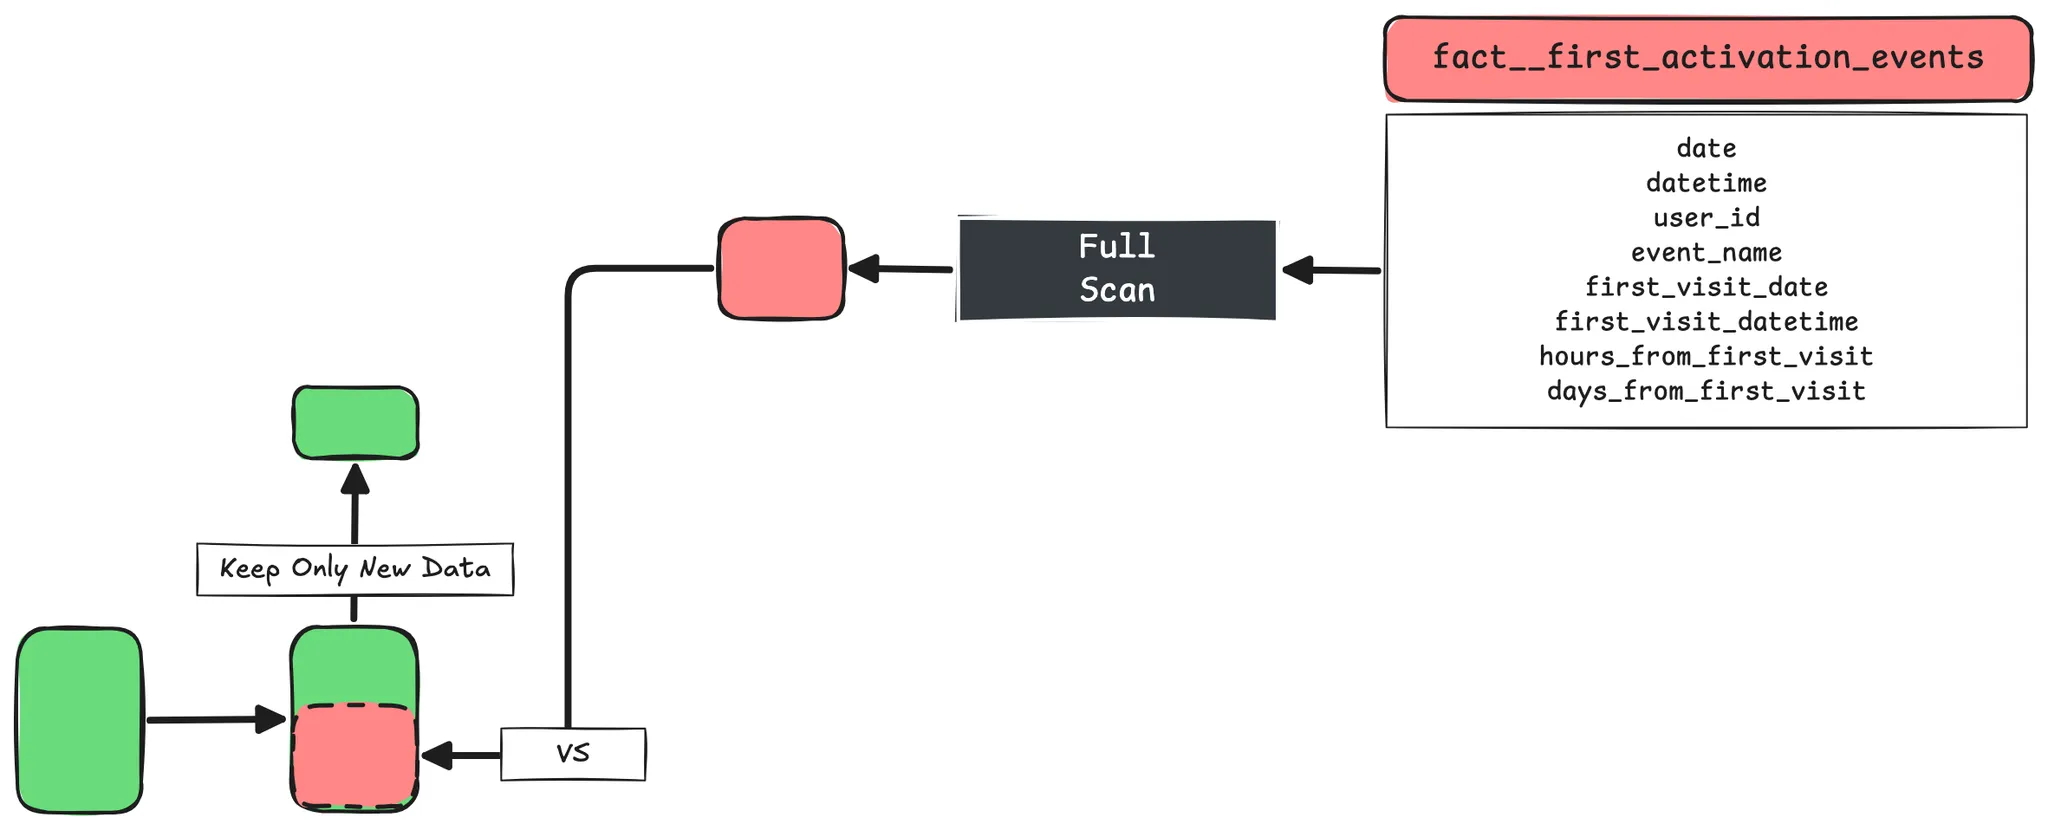 fact__first_activation_events
date
datetime
user_id
event_name
first_visit_date
first_visit_datetime
hours_from_first_visit
days_from_first_visit
Full
Scan
Keep Only New Data
VS